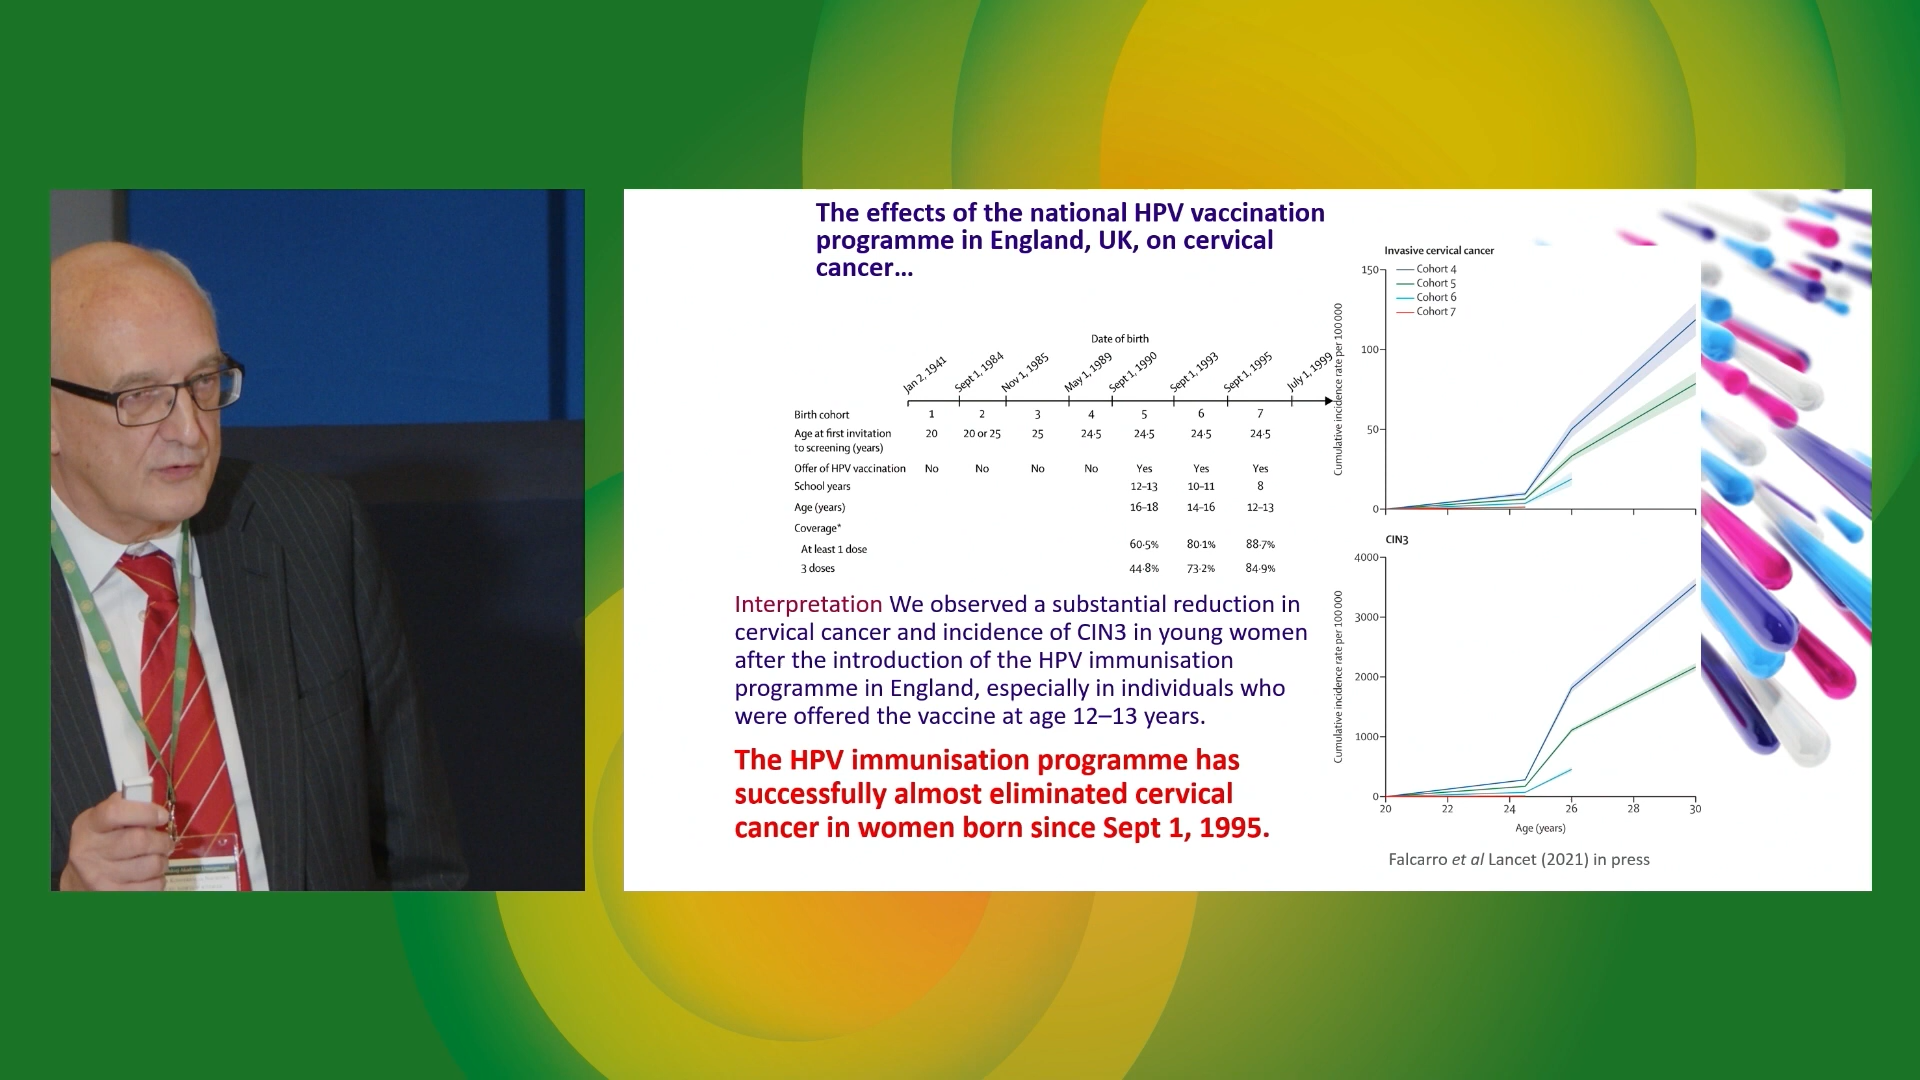 The effects of the national HPV vaccination
programme in England, UK, on cervical
cancer...
Date of birth
Jan 2, 1941 Sept 1, 1984 Nov 1, 1985 May 1, 1989 Sept 1, 1990 Sept 1, 1993 Sept 1, 1995 July 1, 1999
Birth cohort 1 2 3 4 5 6 7
Age at first invitation 20 20 or 25 25 24·5 24·5 24·5 24·5
to screening (years)
Offer of HPV vaccination No No No No Yes Yes Yes
School years 12–13 10–11 8
Age (years) 16–18 14–16 12–13
Coverage*
At least 1 dose 60·5% 80·1% 88·7%
3 doses 44·8% 73·2% 84·9%
Interpretation We observed a substantial reduction in
cervical cancer and incidence of CIN3 in young women
after the introduction of the HPV immunisation
programme in England, especially in individuals who
were offered the vaccine at age 12–13 years.
The HPV immunisation programme has
successfully almost eliminated cervical
cancer in women born since Sept 1, 1995.
Invasive cervical cancer
Cohort 4
Cohort 5
Cohort 6
Cohort 7
Cumulative incidence rate per 100 000
150
100
50
0
CIN3
Cumulative incidence rate per 100 000
4000
3000
2000
1000
0
20 22 24 26 28 30
Age (years)
Falcarro et al Lancet (2021) in press